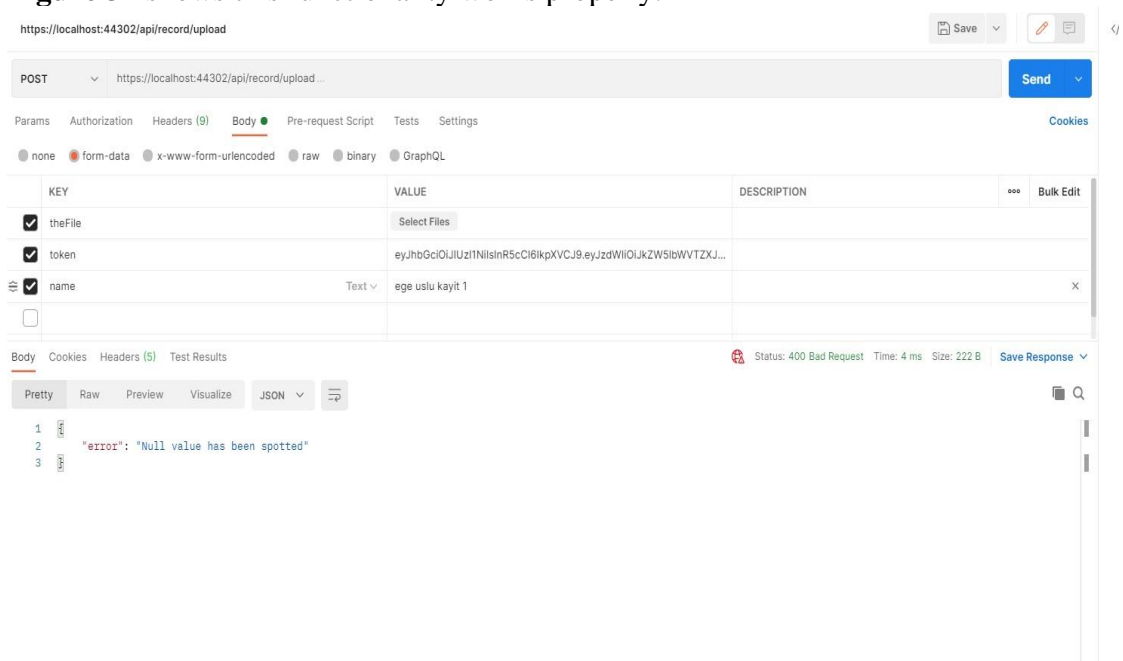 https://localhost:44302/api/record/upload
Save
POST https://localhost:44302/api/record/upload...
Send
Params Authorization Headers (9) Body Pre-request Script Tests Settings Cookies
none form-data x-www-form-urlencoded raw binary GraphQL
KEY VALUE DESCRIPTION ooo Bulk Edit
theFile Select Files
token
name Text ege uslu kayit 1
Body Cookies Headers (5) Test Results Status: 400 Bad Request Time: 4 ms Size: 222 B Save Response
Pretty Raw Preview Visualize JSON
1 {
2 "error": "Null value has been spotted"
3 }